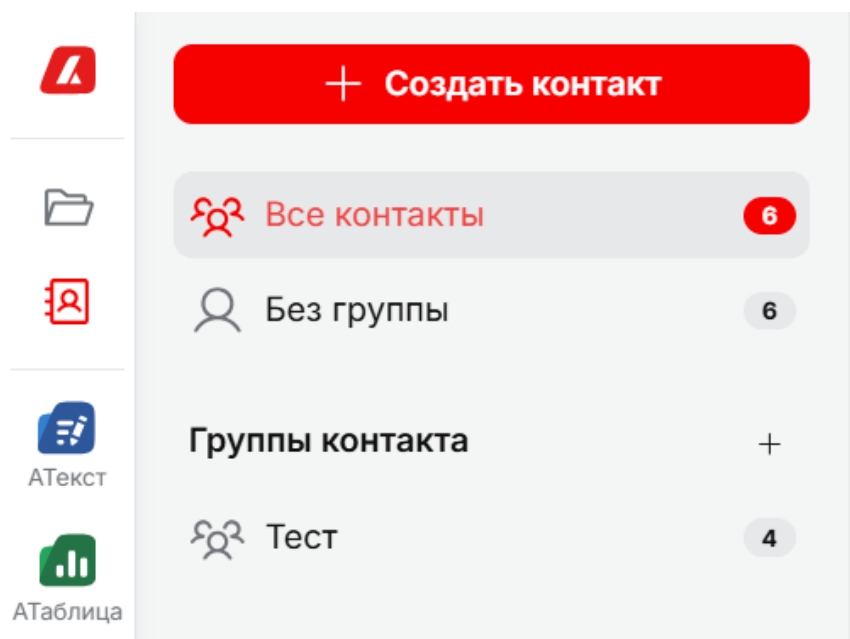 Создать контакт
Все контакты 6
Без группы 6
Группы контакта +
Тест 4
АТекст
АТаблица